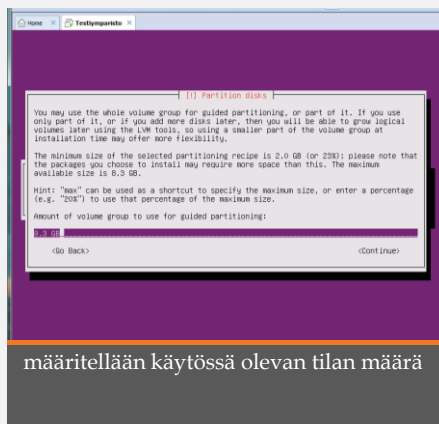 Home × Testiymparisto ×
[!] Partition disks
You may use the whole volume group for guided partitioning, or part of it. If you use
only part of it, or if you add more disks later, then you will be able to grow logical
volumes later using the LVM tools, so using a smaller part of the volume group at
installation time may offer more flexibility.
The minimum size of the selected partitioning recipe is 2.0 GB (or 23%); please note that
the packages you choose to install may require more space than this. The maximum
available size is 8.3 GB.
Hint: "max" can be used as a shortcut to specify the maximum size, or enter a percentage
(e.g. "20%") to use that percentage of the maximum size.
Amount of volume group to use for guided partitioning:
8.3 GB
<Go Back> <Continue>
määritellään käytössä olevan tilan määrä